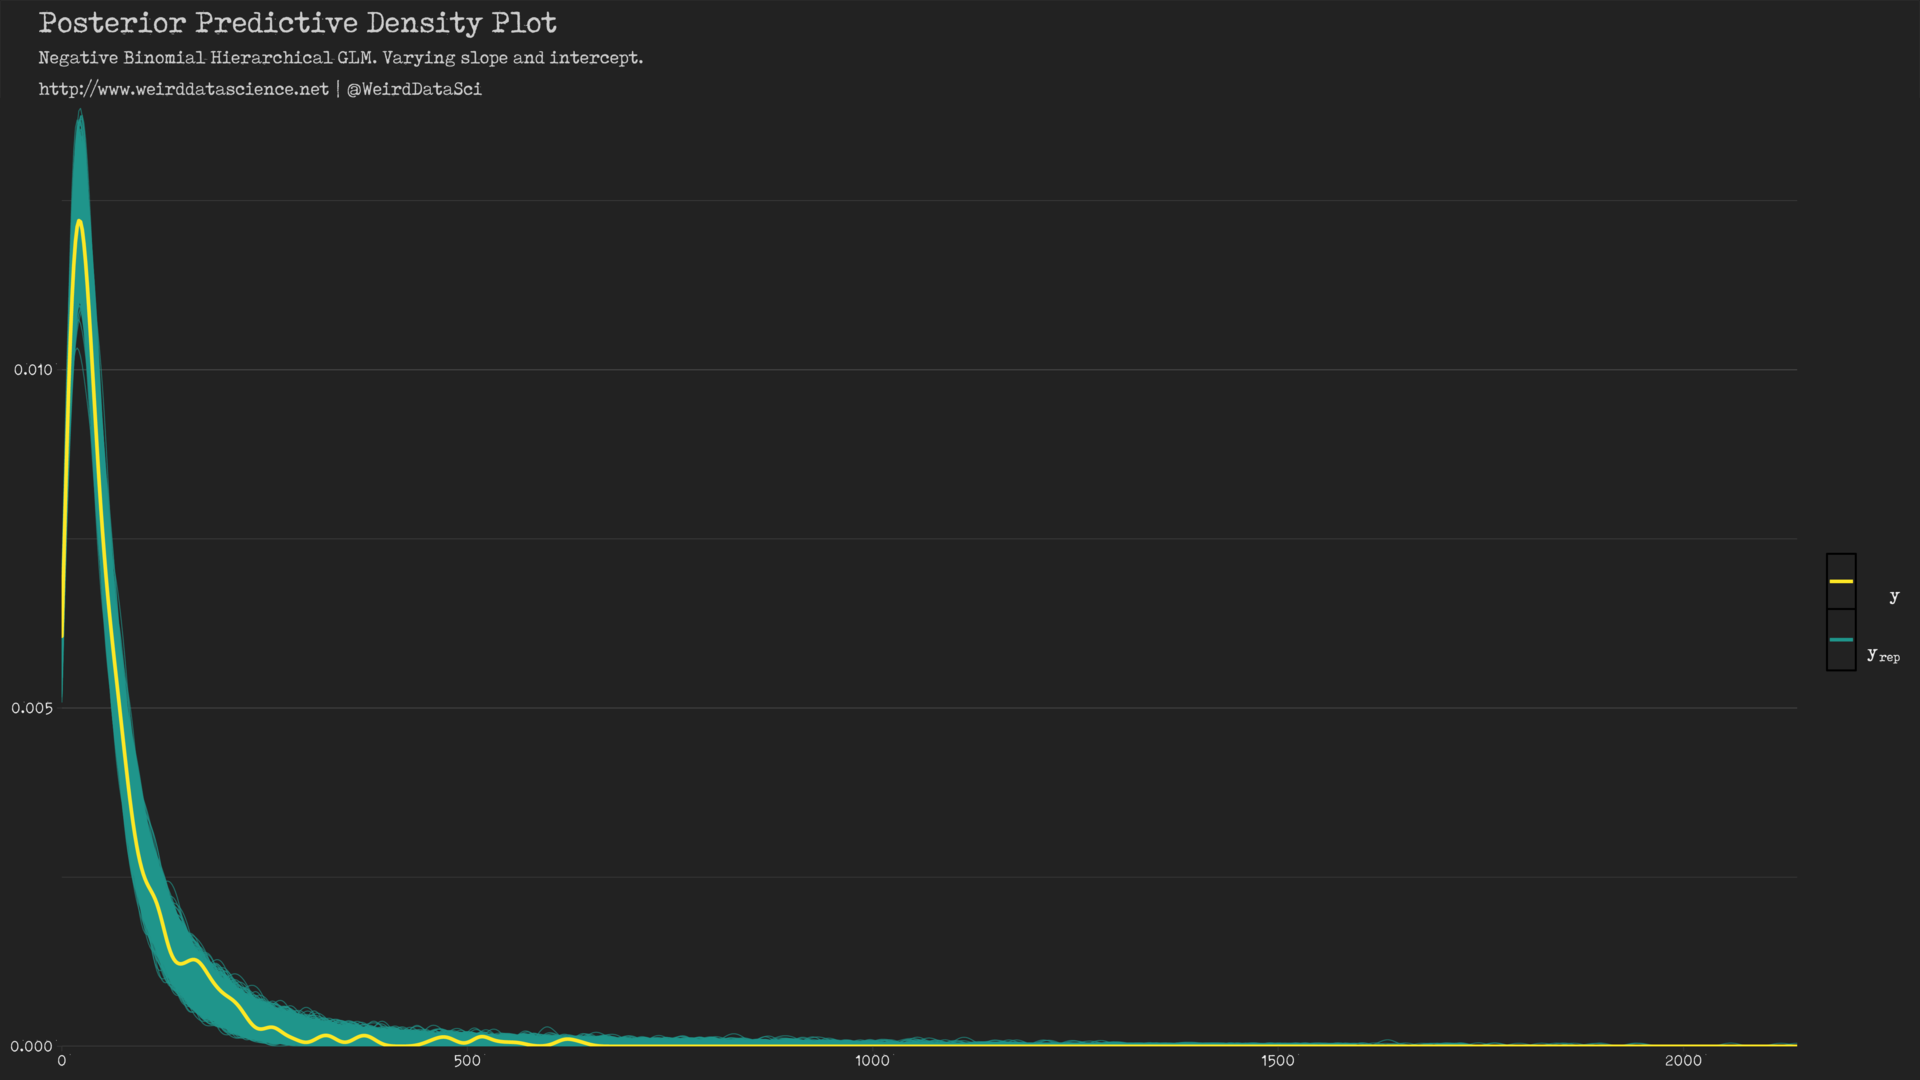 Posterior Predictive Density Plot
Negative Binomial Hierarchical GLM. Varying slope and intercept.
http://www.weirddatascience.net | @WeirdDataSci
0.010
0.005
0.000
0 500 1000 1500 2000
y
y rep